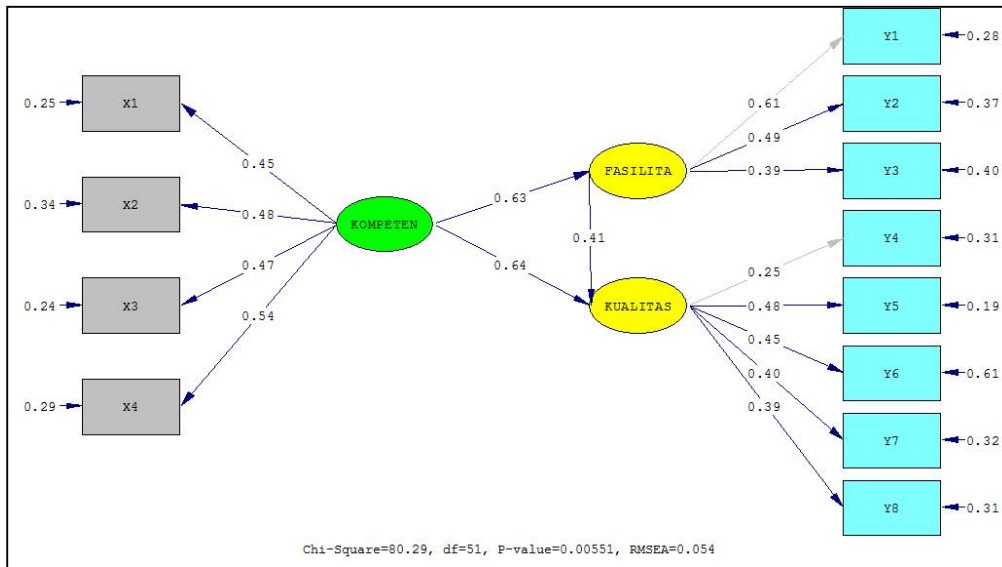 Y1
0.28
0.25
X1
0.61
Y2
0.37
0.45
0.49
FASILITA
0.39
Y3
0.40
0.34
X2
0.48
KOMPETEN
0.63
0.41
Y4
0.31
0.47
0.64
0.25
0.24
X3
0.54
KUALITAS
0.48
Y5
0.19
0.45
Y6
0.61
0.40
0.29
X4
0.39
Y7
0.32
Y8
0.31
Chi-Square=80.29, df=51, P-value=0.00551, RMSEA=0.054